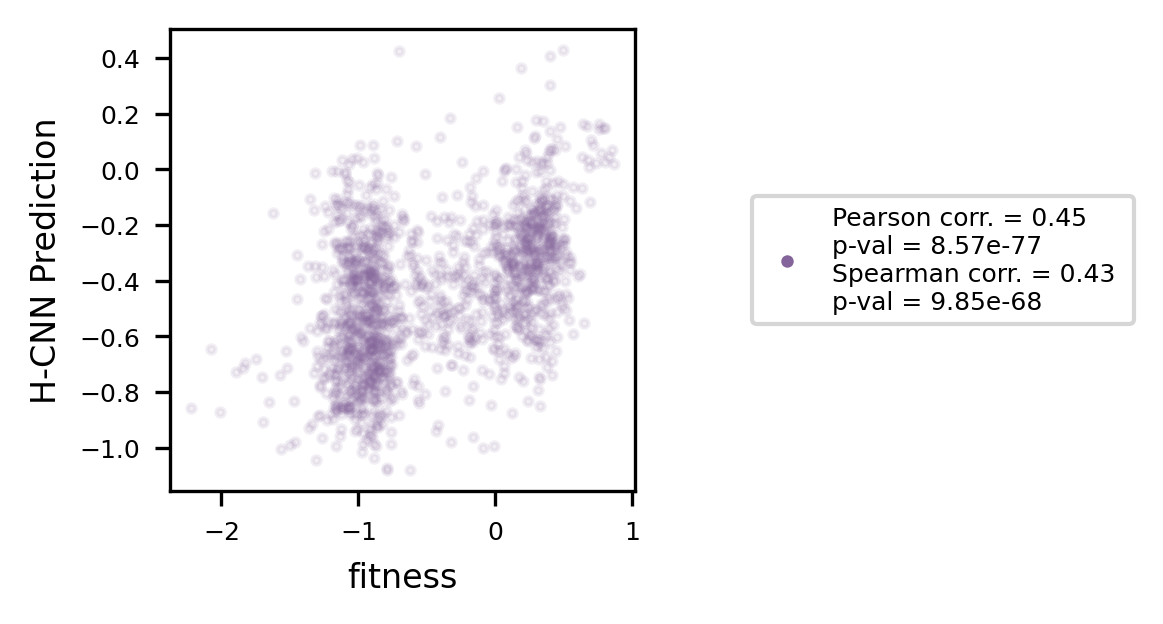 H-CNN Prediction
0.4
0.2
0.0
−0.2
−0.4
−0.6
−0.8
−1.0
−2
−1
0
1
fitness
Pearson corr. = 0.45
p-val = 8.57e-77
Spearman corr. = 0.43
p-val = 9.85e-68